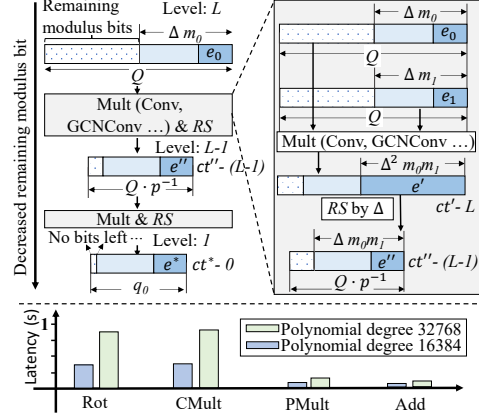 Remaining modulus bits
Level: L
Δ m₀
e₀
Q
Mult (Conv, GCNConv ...) & RS
Level: L-1
e''
ct''- (L-1)
Q · p⁻¹
Mult & RS
No bits left ...
Level: 1
e*
ct*- 0
q₀
Decreased remaining modulus bit
Δ m₀
e₀
Q
Δ m₁
e₁
Q
Mult (Conv, GCNConv ...)
Δ² m₀m₁
e'
ct'- L
RS by Δ
Δ m₀m₁
e''
ct''- (L-1)
Q · p⁻¹
Latency (s)
1
Polynomial degree 32768
Polynomial degree 16384
Rot
CMult
PMult
Add